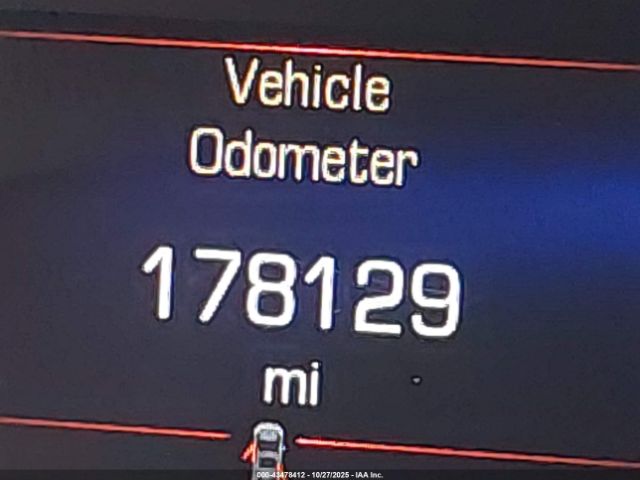 Vehicle
Odometer
178129
mi
000-43478412 - 10/27/2025 - IAA Inc.